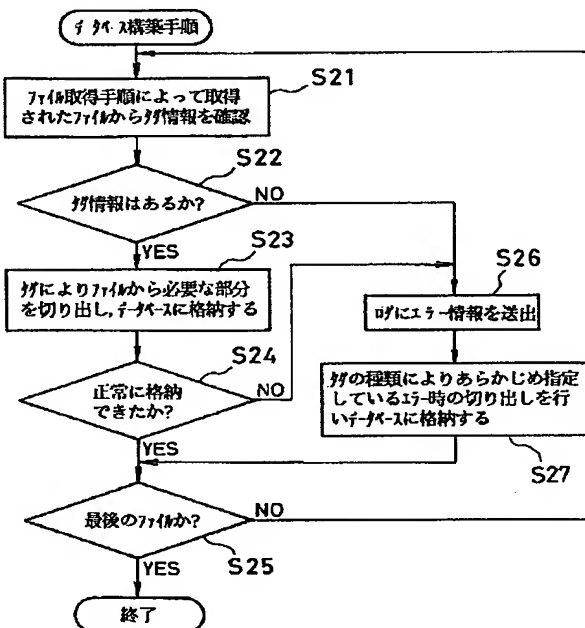 データベース構築手順
S21
ファイル取得手順によって取得
されたファイルからタグ情報を確認
S22
タグ情報はあるか?
NO
YES
S23
タグによりファイルから必要な部分
を切り出し,データベースに格納する
S26
ログにエラー情報を送出
S24
正常に格納
できたか?
NO
YES
タグの種類によりあらかじめ指定
しているエラー時の切り出しを行
いデータベースに格納する
S27
最後のファイルか?
NO
YES
S25
終了